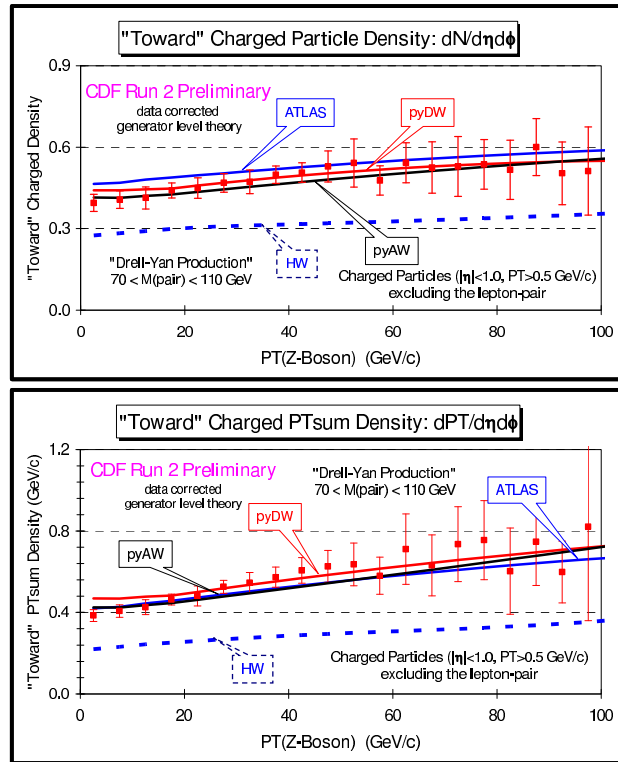 "Toward" Charged Particle Density: dN/dηdϕ
0.9
CDF Run 2 Preliminary
data corrected
generator level theory
ATLAS
pyDW
0.6
"Toward" Charged Density
0.3
"Drell-Yan Production"
70 < M(pair) < 110 GeV
HW
pyAW
Charged Particles (|η|<1.0, PT>0.5 GeV/c)
excluding the lepton-pair
0.0
0 20 40 60 80 100
PT(Z-Boson) (GeV/c)
"Toward" Charged PTsum Density: dPT/dηdϕ
1.2
CDF Run 2 Preliminary
data corrected
generator level theory
"Drell-Yan Production"
70 < M(pair) < 110 GeV
ATLAS
0.8
pyDW
pyAW
"Toward" PTsum Density (GeV/c)
0.4
HW
Charged Particles (|η|<1.0, PT>0.5 GeV/c)
excluding the lepton-pair
0.0
0 20 40 60 80 100
PT(Z-Boson) (GeV/c)